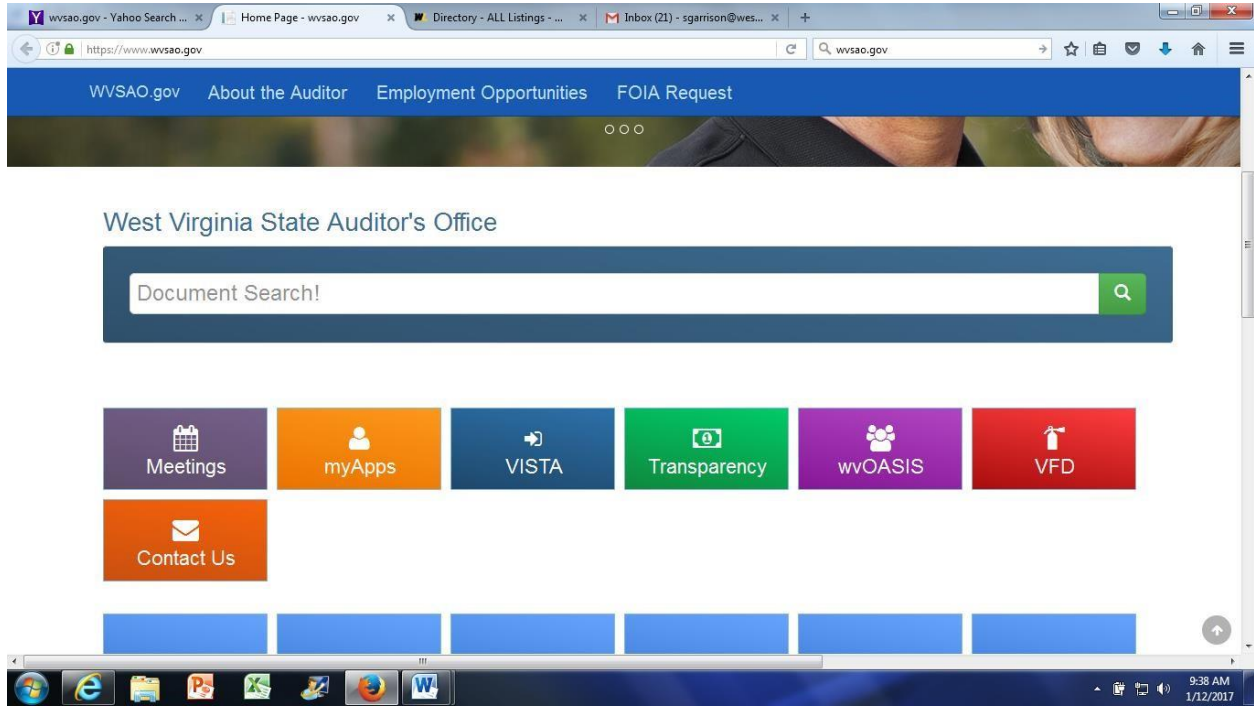 wvsao.gov - Yahoo Search ...
Home Page - wvsao.gov
Directory - ALL Listings - ...
Inbox (21) - sgarrison@wes...
https://www.wvsao.gov
wvsao.gov
WVSAO.gov About the Auditor Employment Opportunities FOIA Request
West Virginia State Auditor's Office
Document Search!
Meetings myApps VISTA Transparency wvOASIS VFD
Contact Us
9:38 AM
1/12/2017